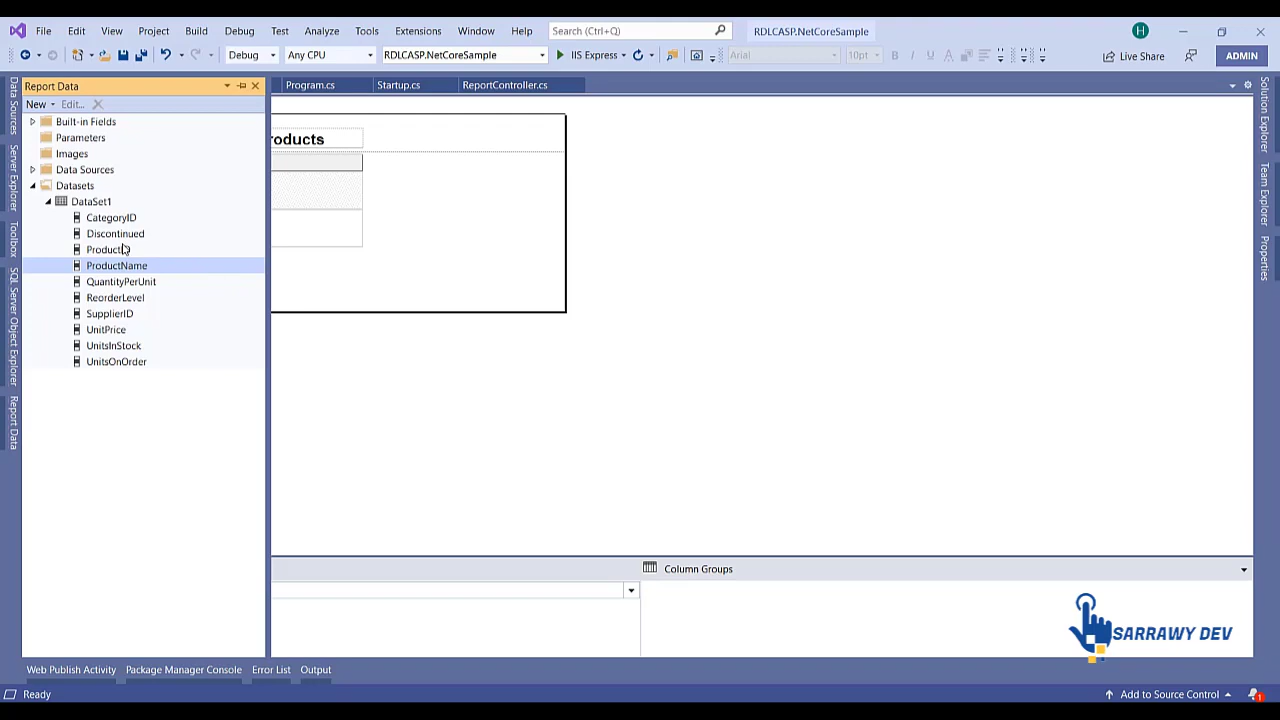 File Edit View Project Build Debug Test Analyze Tools Extensions Window Help Search (Ctrl+Q) RDLCASP.NetCoreSample H
Debug Any CPU RDLCASP.NetCoreSample IIS Express Arial 10pt Live Share ADMIN
Report Data
Program.cs Startup.cs ReportController.cs
New Edit...
Built-in Fields
Parameters
Images
Data Sources
Datasets
DataSet1
CategoryID
Discontinued
ProductName
QuantityPerUnit
ReorderLevel
SupplierID
UnitPrice
UnitsInStock
UnitsOnOrder
roducts
Data Sources
Server Explorer
Toolbox
SQL Server Object Explorer
Report Data
Solution Explorer
Team Explorer
Properties
Column Groups
SARRAWY DEV
Web Publish Activity Package Manager Console Error List Output
Ready Add to Source Control 1